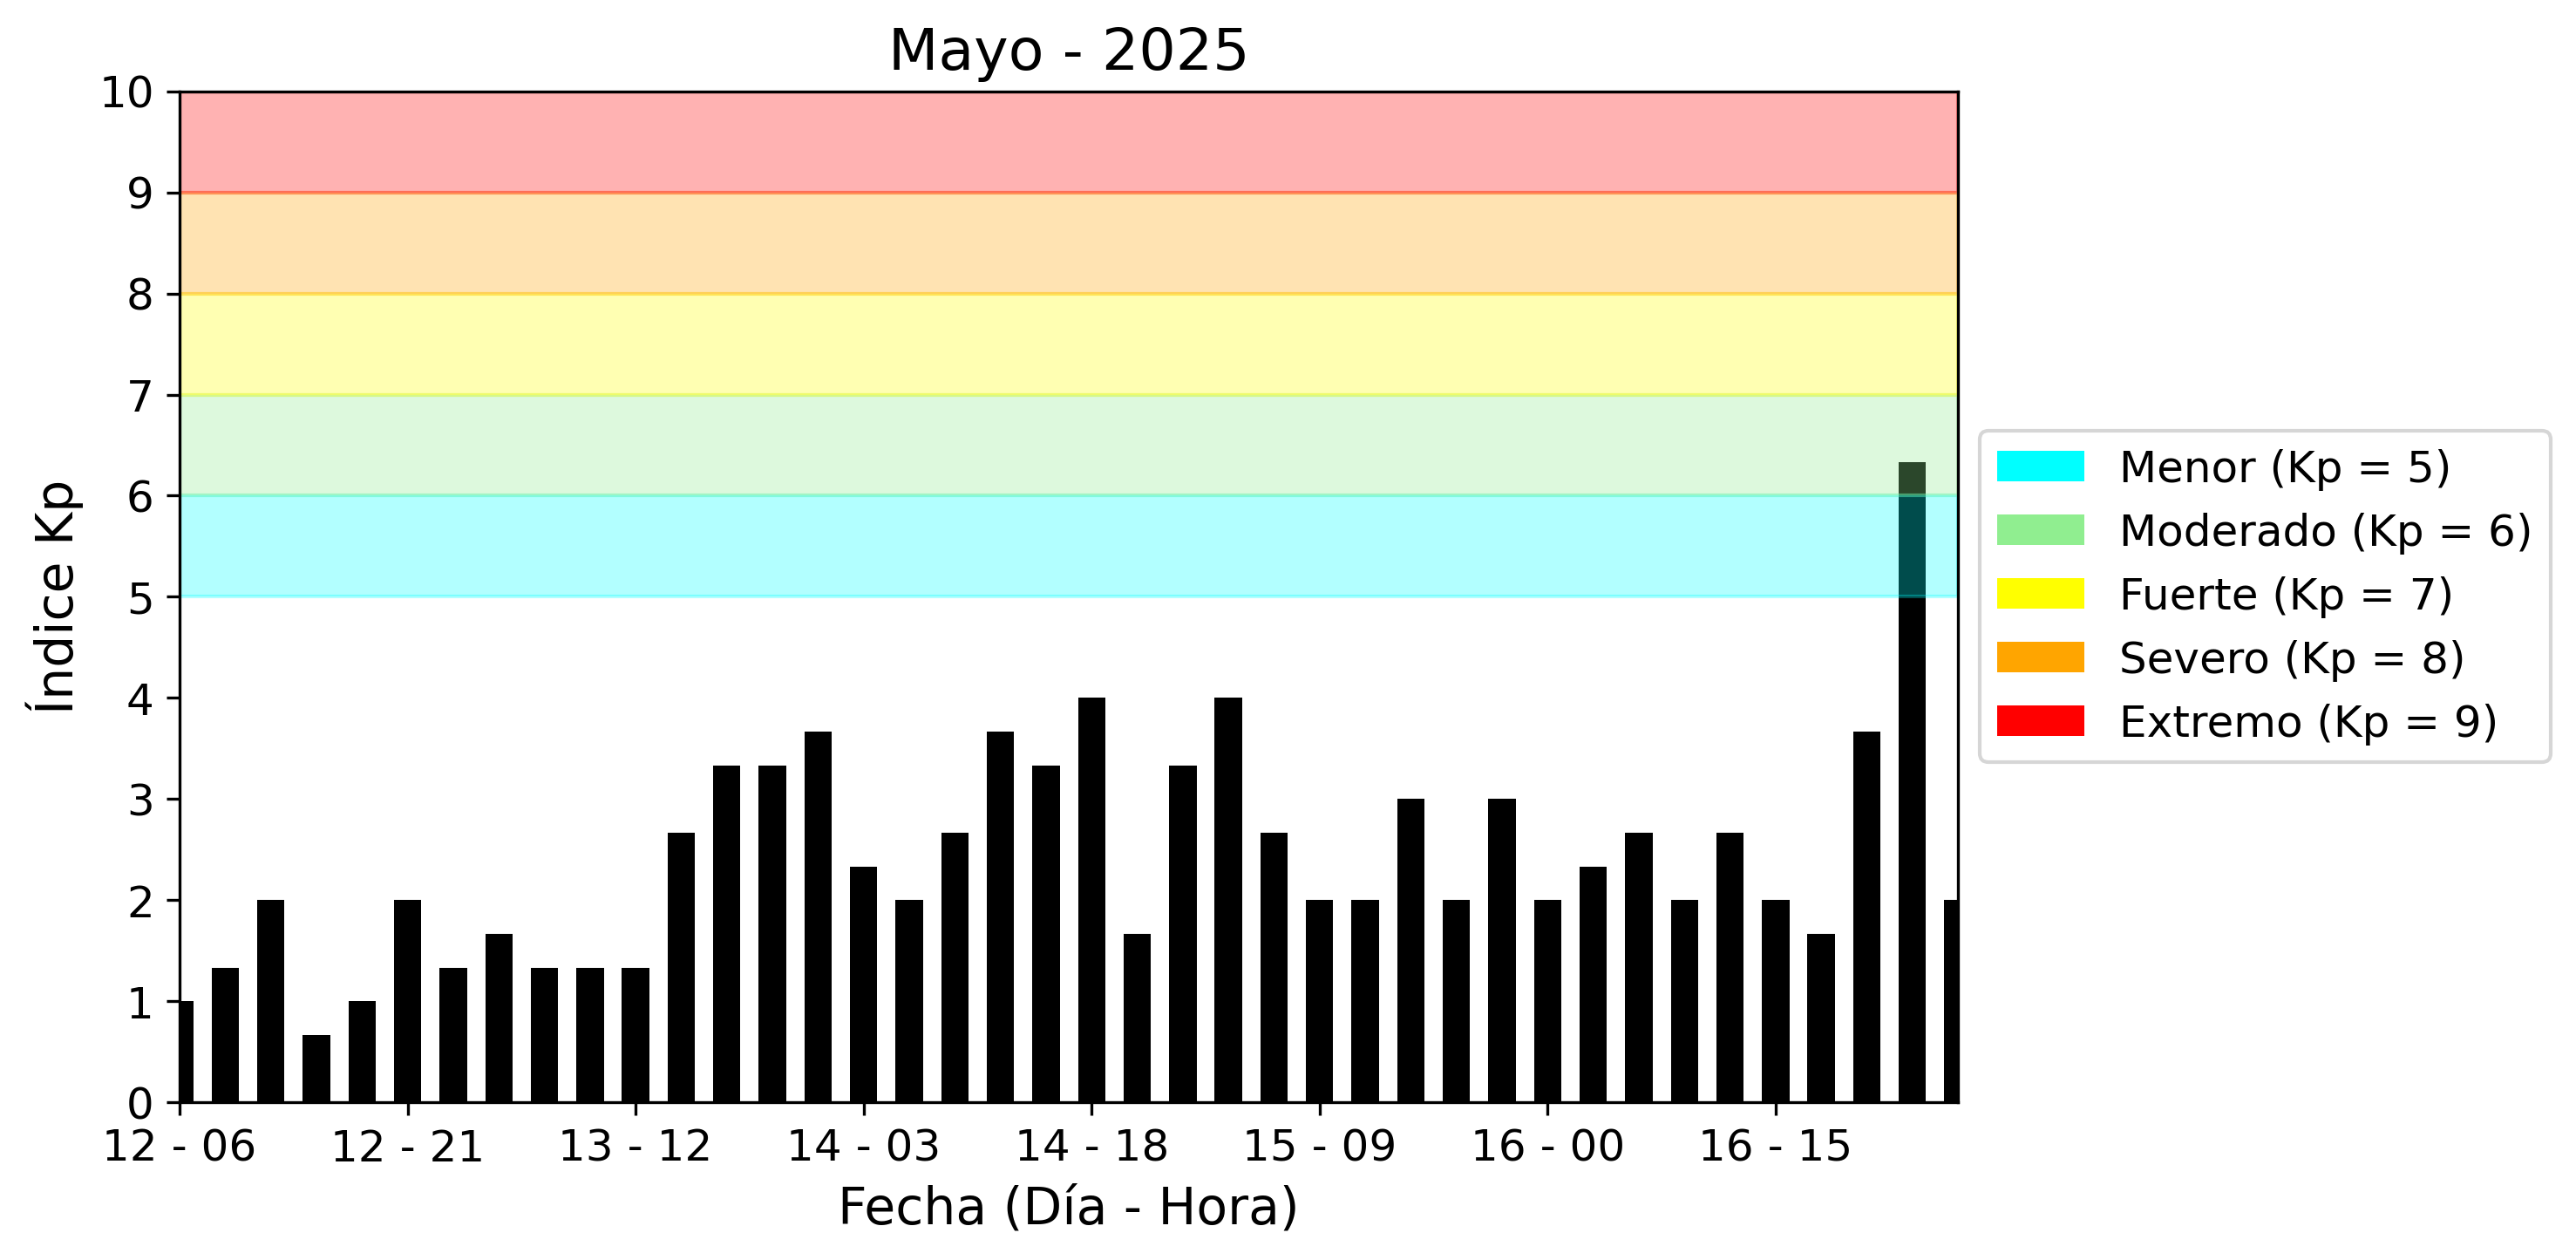 Mayo - 2025
10
9
8
7
6
5
4
3
2
1
0
Índice Kp
12 - 06
12 - 21
13 - 12
14 - 03
14 - 18
15 - 09
16 - 00
16 - 15
Fecha (Día - Hora)
Menor (Kp = 5)
Moderado (Kp = 6)
Fuerte (Kp = 7)
Severo (Kp = 8)
Extremo (Kp = 9)